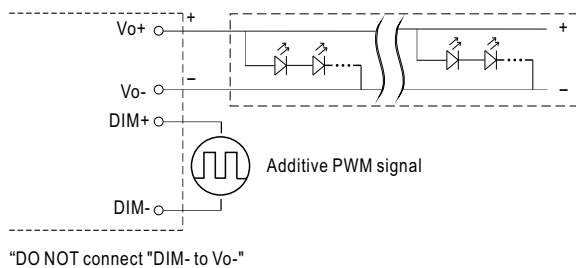 Vo+
+
+
Vo-
−
−
DIM+
Additive PWM signal
DIM-
“DO NOT connect "DIM- to Vo-"